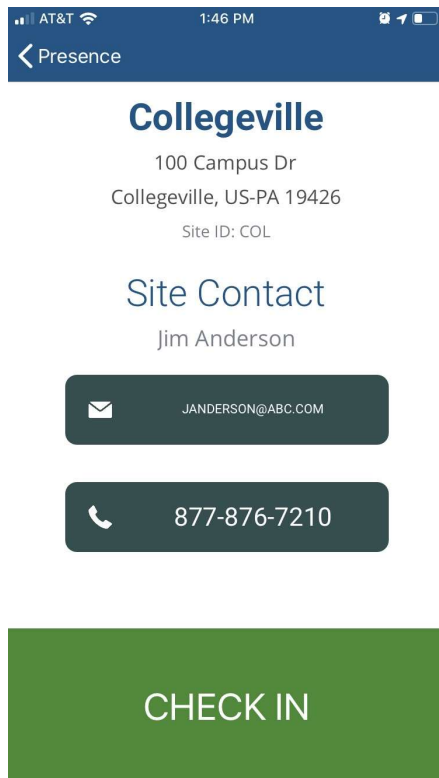 AT&T 1:46 PM
Presence
Collegeville
100 Campus Dr
Collegeville, US-PA 19426
Site ID: COL
Site Contact
Jim Anderson
JANDERSON@ABC.COM
877-876-7210
CHECK IN